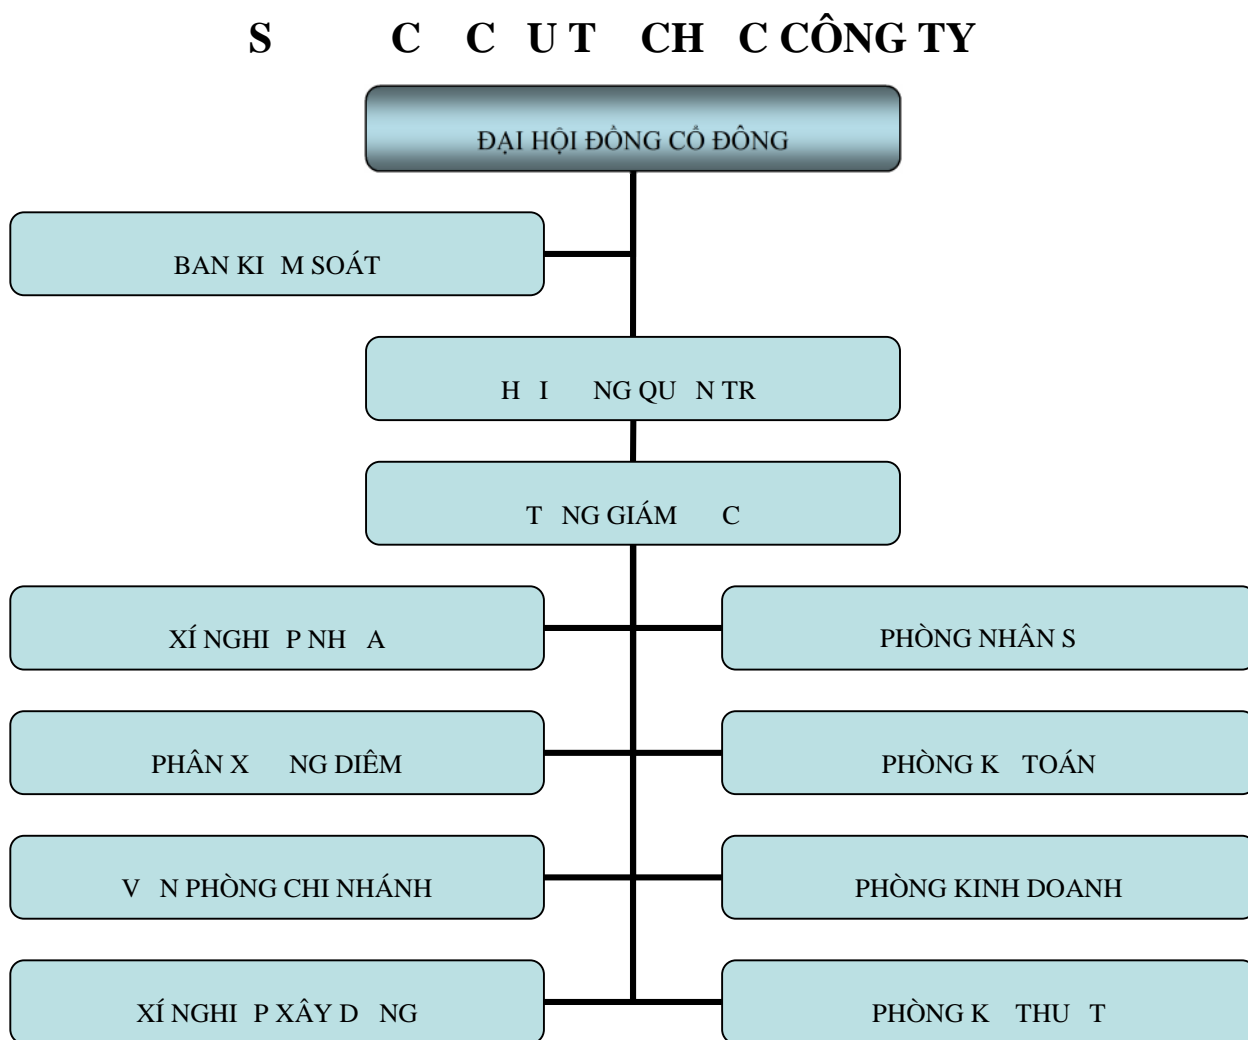 S C C U T CH C CÔNG TY
ĐẠI HỘI ĐỒNG CỔ ĐÔNG
BAN KI M SOÁT
H I NG QU N TR
T NG GIÁM C
XÍ NGHI P NH A
PHÒNG NHÂN S
PHÂN X NG DIÊM
PHÒNG K TOÁN
V N PHÒNG CHI NHÁNH
PHÒNG KINH DOANH
XÍ NGHI P XÂY D NG
PHÒNG K THU T